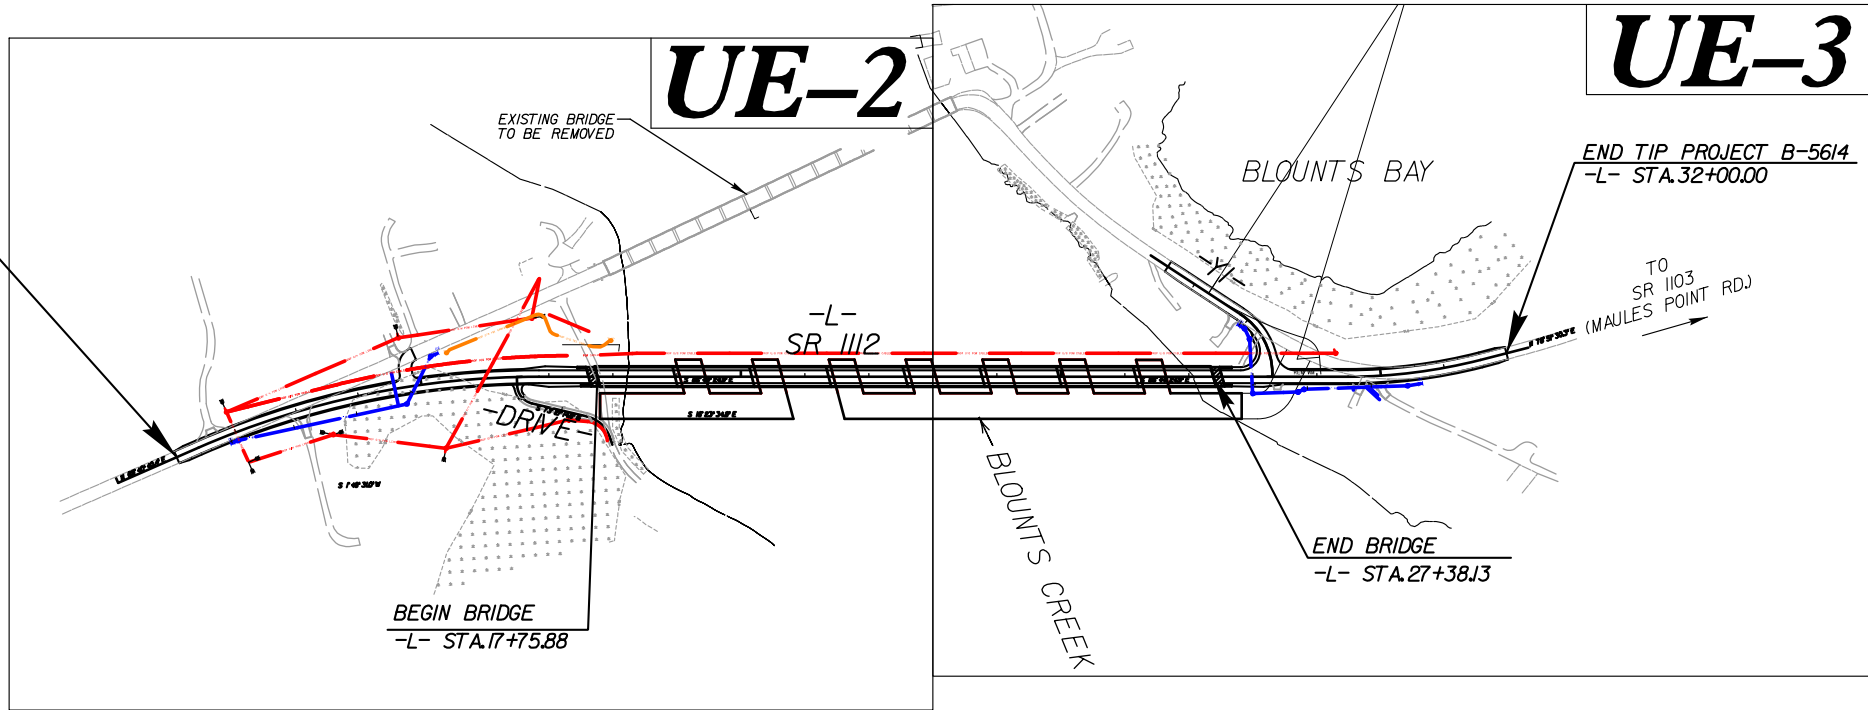 UE-2
UE-3
EXISTING BRIDGE
TO BE REMOVED
BLOUNTS BAY
END TIP PROJECT B-5614
-L- STA.32+00.00
TO
SR 1103
(MAULES POINT RD.)
-Y1-
-L-
SR 1112
-DRIVE-
BLOUNTS CREEK
BEGIN BRIDGE
-L- STA.17+75.88
END BRIDGE
-L- STA.27+38.13